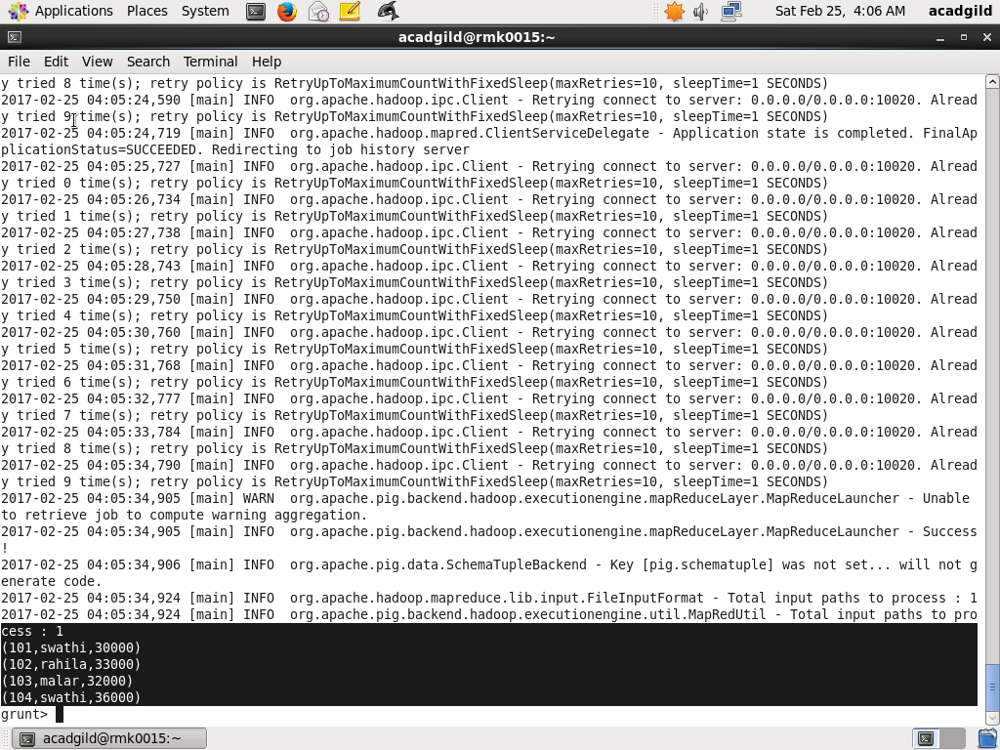 Applications Places System Sat Feb 25, 4:06 AM acadgild
acadgild@rmk0015:~
File Edit View Search Terminal Help
y tried 8 time(s); retry policy is RetryUpToMaximumCountWithFixedSleep(maxRetries=10, sleepTime=1 SECONDS)
2017-02-25 04:05:24,590 [main] INFO  org.apache.hadoop.ipc.Client - Retrying connect to server: 0.0.0.0/0.0.0.0:10020. Alread
y tried 9 time(s); retry policy is RetryUpToMaximumCountWithFixedSleep(maxRetries=10, sleepTime=1 SECONDS)
2017-02-25 04:05:24,719 [main] INFO  org.apache.hadoop.mapred.ClientServiceDelegate - Application state is completed. FinalAp
plicationStatus=SUCCEEDED. Redirecting to job history server
2017-02-25 04:05:25,727 [main] INFO  org.apache.hadoop.ipc.Client - Retrying connect to server: 0.0.0.0/0.0.0.0:10020. Alread
y tried 0 time(s); retry policy is RetryUpToMaximumCountWithFixedSleep(maxRetries=10, sleepTime=1 SECONDS)
2017-02-25 04:05:26,734 [main] INFO  org.apache.hadoop.ipc.Client - Retrying connect to server: 0.0.0.0/0.0.0.0:10020. Alread
y tried 1 time(s); retry policy is RetryUpToMaximumCountWithFixedSleep(maxRetries=10, sleepTime=1 SECONDS)
2017-02-25 04:05:27,738 [main] INFO  org.apache.hadoop.ipc.Client - Retrying connect to server: 0.0.0.0/0.0.0.0:10020. Alread
y tried 2 time(s); retry policy is RetryUpToMaximumCountWithFixedSleep(maxRetries=10, sleepTime=1 SECONDS)
2017-02-25 04:05:28,743 [main] INFO  org.apache.hadoop.ipc.Client - Retrying connect to server: 0.0.0.0/0.0.0.0:10020. Alread
y tried 3 time(s); retry policy is RetryUpToMaximumCountWithFixedSleep(maxRetries=10, sleepTime=1 SECONDS)
2017-02-25 04:05:29,750 [main] INFO  org.apache.hadoop.ipc.Client - Retrying connect to server: 0.0.0.0/0.0.0.0:10020. Alread
y tried 4 time(s); retry policy is RetryUpToMaximumCountWithFixedSleep(maxRetries=10, sleepTime=1 SECONDS)
2017-02-25 04:05:30,760 [main] INFO  org.apache.hadoop.ipc.Client - Retrying connect to server: 0.0.0.0/0.0.0.0:10020. Alread
y tried 5 time(s); retry policy is RetryUpToMaximumCountWithFixedSleep(maxRetries=10, sleepTime=1 SECONDS)
2017-02-25 04:05:31,768 [main] INFO  org.apache.hadoop.ipc.Client - Retrying connect to server: 0.0.0.0/0.0.0.0:10020. Alread
y tried 6 time(s); retry policy is RetryUpToMaximumCountWithFixedSleep(maxRetries=10, sleepTime=1 SECONDS)
2017-02-25 04:05:32,777 [main] INFO  org.apache.hadoop.ipc.Client - Retrying connect to server: 0.0.0.0/0.0.0.0:10020. Alread
y tried 7 time(s); retry policy is RetryUpToMaximumCountWithFixedSleep(maxRetries=10, sleepTime=1 SECONDS)
2017-02-25 04:05:33,784 [main] INFO  org.apache.hadoop.ipc.Client - Retrying connect to server: 0.0.0.0/0.0.0.0:10020. Alread
y tried 8 time(s); retry policy is RetryUpToMaximumCountWithFixedSleep(maxRetries=10, sleepTime=1 SECONDS)
2017-02-25 04:05:34,790 [main] INFO  org.apache.hadoop.ipc.Client - Retrying connect to server: 0.0.0.0/0.0.0.0:10020. Alread
y tried 9 time(s); retry policy is RetryUpToMaximumCountWithFixedSleep(maxRetries=10, sleepTime=1 SECONDS)
2017-02-25 04:05:34,905 [main] WARN  org.apache.pig.backend.hadoop.executionengine.mapReduceLayer.MapReduceLauncher - Unable
to retrieve job to compute warning aggregation.
2017-02-25 04:05:34,905 [main] INFO  org.apache.pig.backend.hadoop.executionengine.mapReduceLayer.MapReduceLauncher - Success
!
2017-02-25 04:05:34,906 [main] INFO  org.apache.pig.data.SchemaTupleBackend - Key [pig.schematuple] was not set... will not g
enerate code.
2017-02-25 04:05:34,924 [main] INFO  org.apache.hadoop.mapreduce.lib.input.FileInputFormat - Total input paths to process : 1
2017-02-25 04:05:34,924 [main] INFO  org.apache.pig.backend.hadoop.executionengine.util.MapRedUtil - Total input paths to pro
cess : 1
(101,swathi,30000)
(102,rahila,33000)
(103,malar,32000)
(104,swathi,36000)
grunt>
acadgild@rmk0015:~